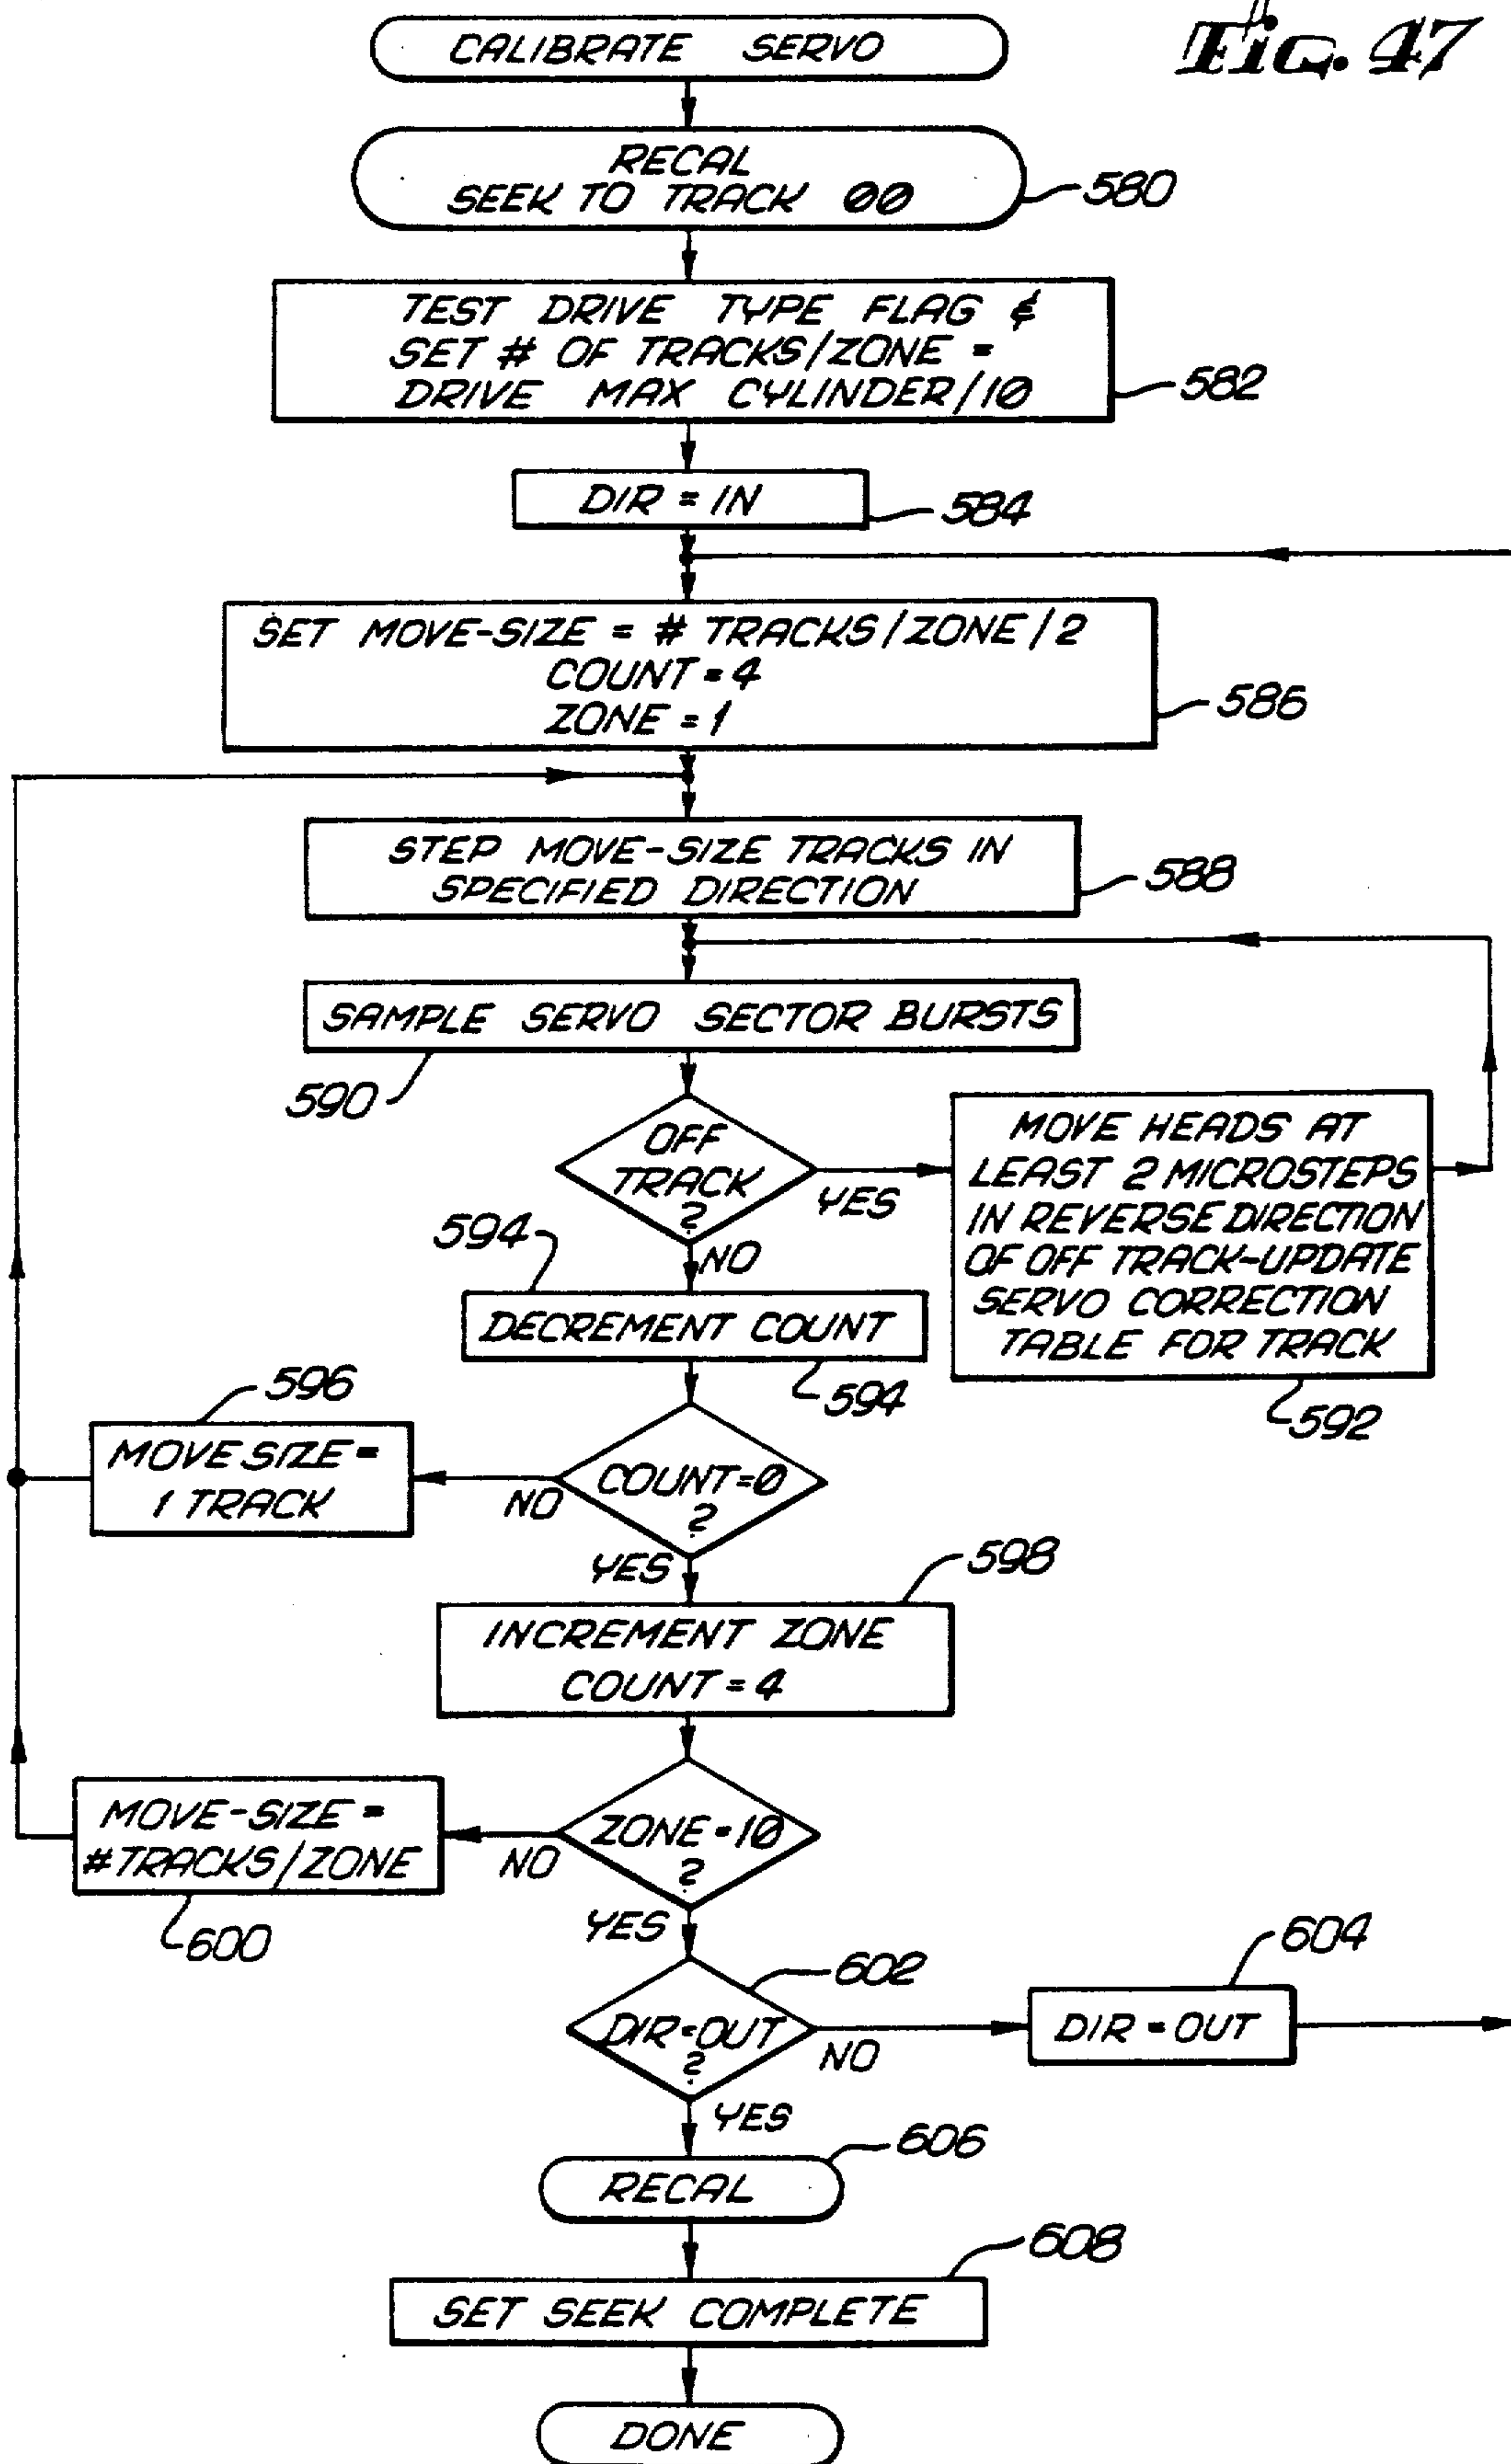 Fig. 47
CALIBRATE SERVO
RECAL
SEEK TO TRACK 00
580
TEST DRIVE TYPE FLAG &
SET # OF TRACKS/ZONE =
DRIVE MAX CYLINDER/10
582
DIR = IN
584
SET MOVE-SIZE = # TRACKS/ZONE/2
COUNT = 4
ZONE = 1
586
STEP MOVE-SIZE TRACKS IN
SPECIFIED DIRECTION
588
SAMPLE SERVO SECTOR BURSTS
590
OFF
TRACK
?
YES
NO
MOVE HEADS AT
LEAST 2 MICROSTEPS
IN REVERSE DIRECTION
OF OFF TRACK-UPDATE
SERVO CORRECTION
TABLE FOR TRACK
592
594
DECREMENT COUNT
594
596
MOVE SIZE =
1 TRACK
COUNT=0
?
NO
YES
598
INCREMENT ZONE
COUNT = 4
MOVE-SIZE =
#TRACKS/ZONE
600
ZONE = 10
?
NO
YES
602
DIR=OUT
?
NO
604
DIR = OUT
YES
606
RECAL
608
SET SEEK COMPLETE
DONE